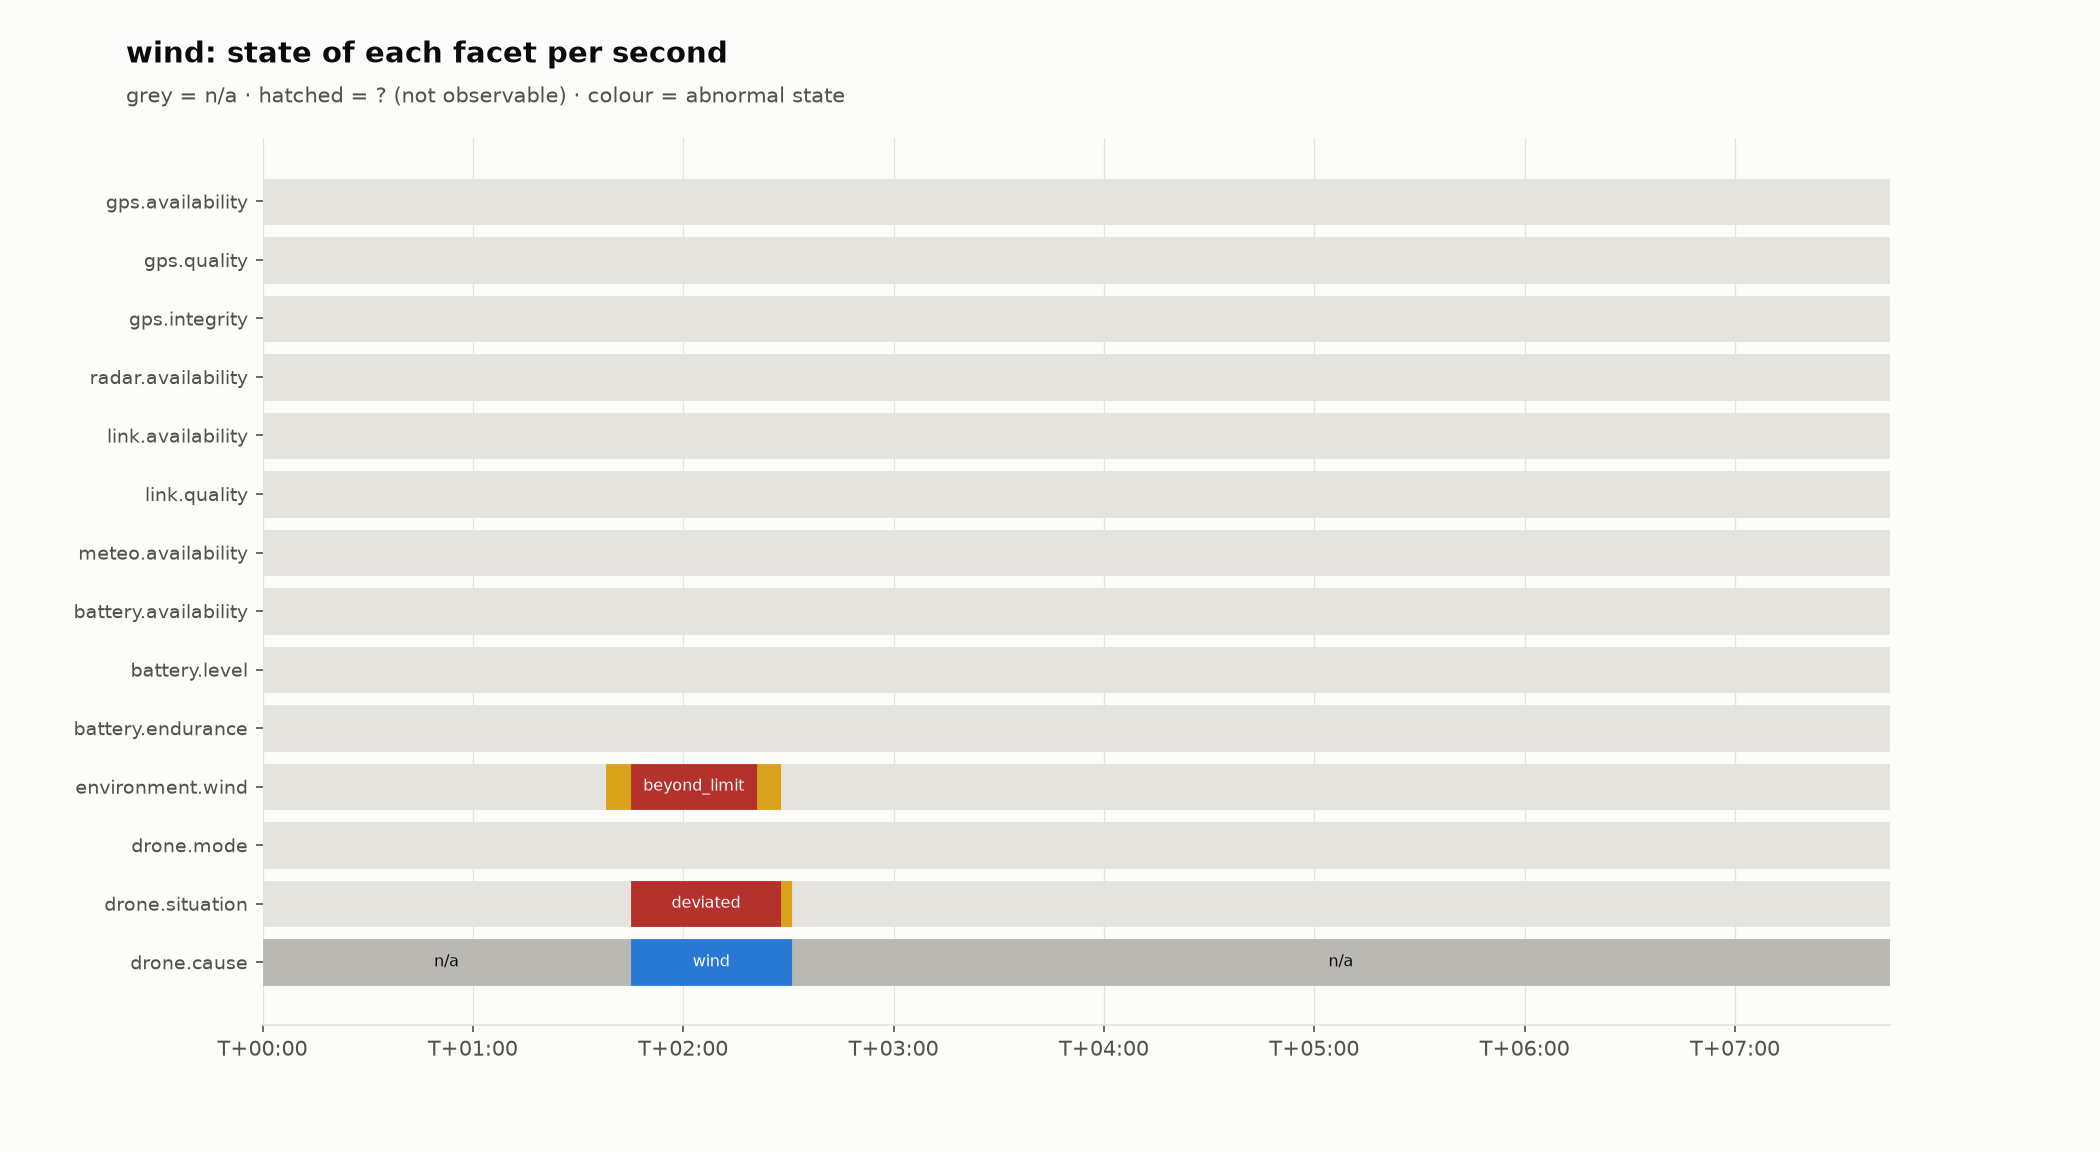 wind: state of each facet per second
grey = n/a · hatched = ? (not observable) · colour = abnormal state
gps.availability
gps.quality
gps.integrity
radar.availability
link.availability
link.quality
meteo.availability
battery.availability
battery.level
battery.endurance
environment.wind
beyond_limit
drone.mode
drone.situation
deviated
drone.cause
n/a
wind
n/a
T+00:00 T+01:00 T+02:00 T+03:00 T+04:00 T+05:00 T+06:00 T+07:00